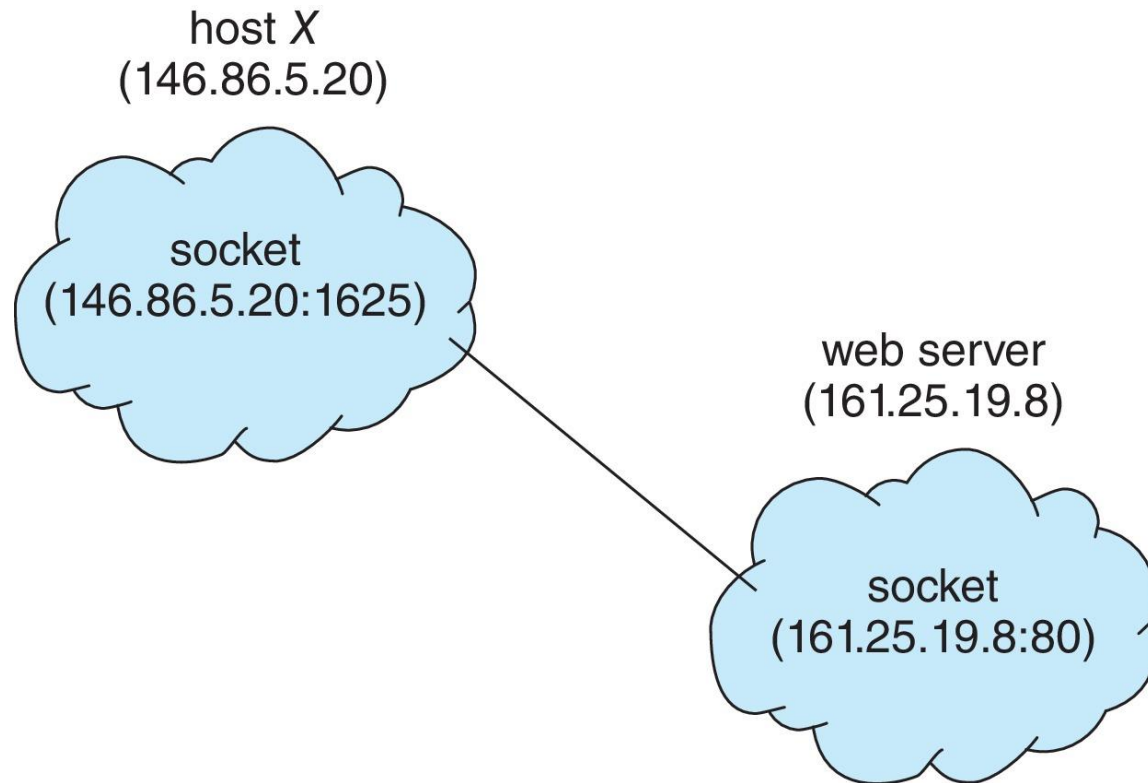 host X
(146.86.5.20)
socket
(146.86.5.20:1625)
web server
(161.25.19.8)
socket
(161.25.19.8:80)